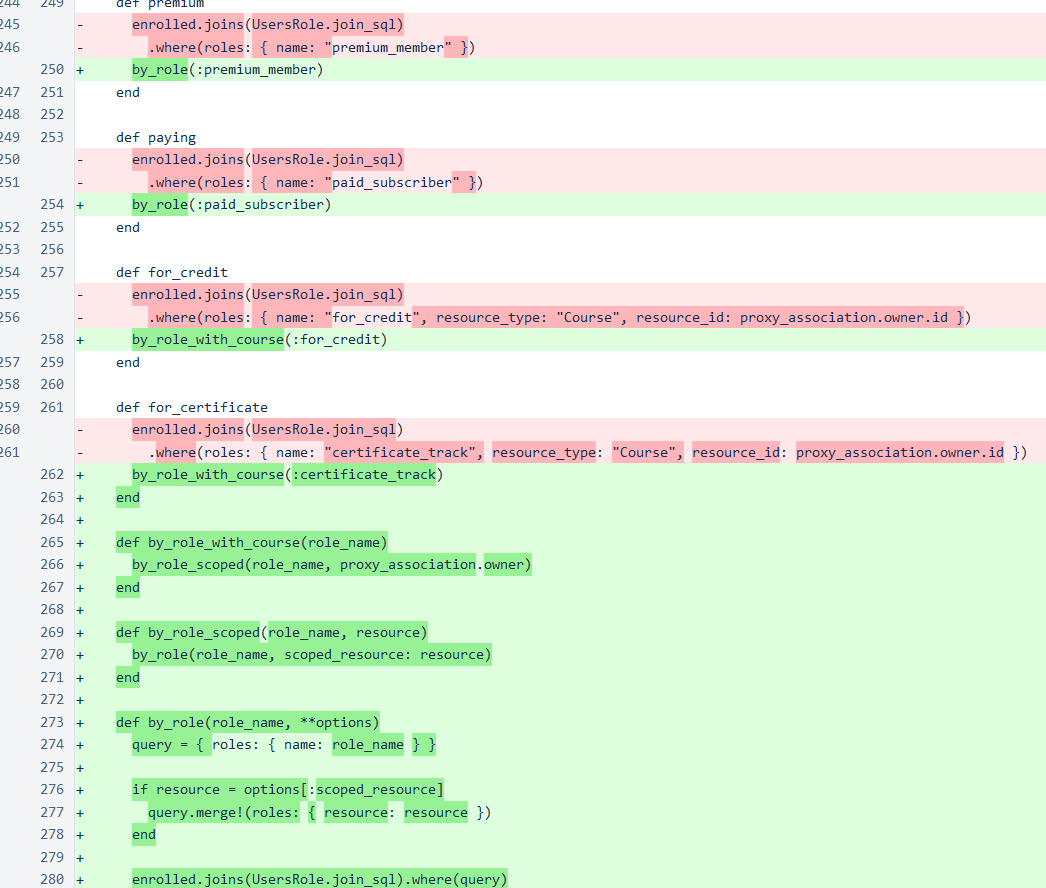 244 249 def premium
245 - enrolled.joins(UsersRole.join_sql)
246 - .where(roles: { name: "premium_member" })
250 + by_role(:premium_member)
247 251 end
248 252
249 253 def paying
250 - enrolled.joins(UsersRole.join_sql)
251 - .where(roles: { name: "paid_subscriber" })
254 + by_role(:paid_subscriber)
252 255 end
253 256
254 257 def for_credit
255 - enrolled.joins(UsersRole.join_sql)
256 - .where(roles: { name: "for_credit", resource_type: "Course", resource_id: proxy_association.owner.id })
258 + by_role_with_course(:for_credit)
257 259 end
258 260
259 261 def for_certificate
260 - enrolled.joins(UsersRole.join_sql)
261 - .where(roles: { name: "certificate_track", resource_type: "Course", resource_id: proxy_association.owner.id })
262 + by_role_with_course(:certificate_track)
263 + end
264 +
265 + def by_role_with_course(role_name)
266 + by_role_scoped(role_name, proxy_association.owner)
267 + end
268 +
269 + def by_role_scoped(role_name, resource)
270 + by_role(role_name, scoped_resource: resource)
271 + end
272 +
273 + def by_role(role_name, **options)
274 + query = { roles: { name: role_name } }
275 +
276 + if resource = options[:scoped_resource]
277 + query.merge!(roles: { resource: resource })
278 + end
279 +
280 + enrolled.joins(UsersRole.join_sql).where(query)